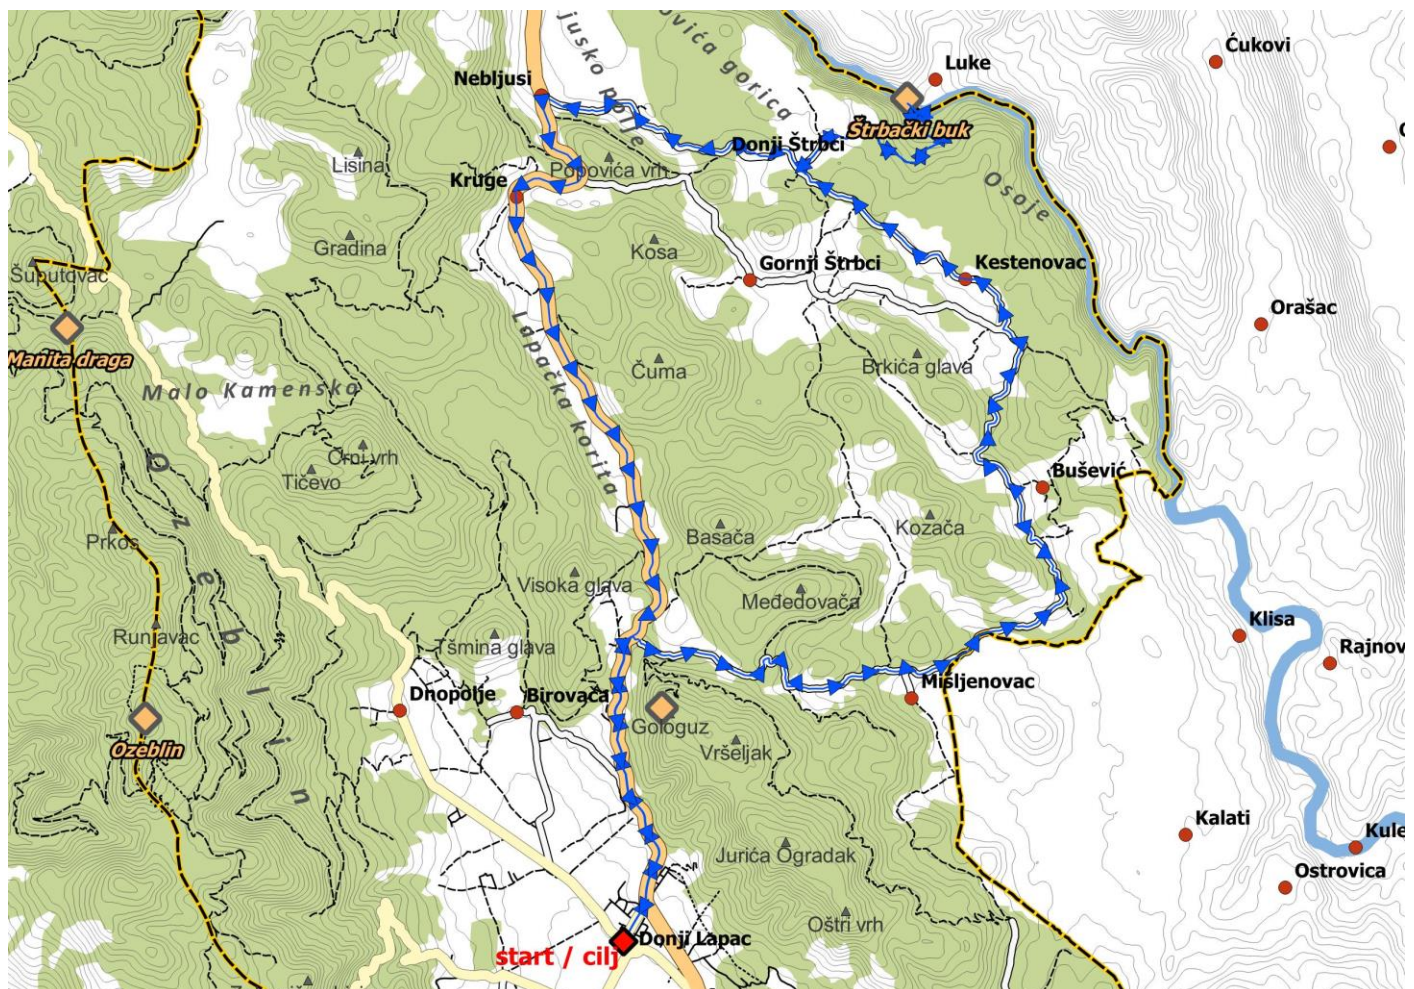 Ćukovi
Luke
Nebljusi
Štrbački buk
Donji Štrbci
Lisina
Popovića vrh
Kruge
Osoje
Gradina
Kosa
Gornji Štrbci
Kestenovac
Šuputovac
Orašac
Manita draga
Lapačka korita
Čuma
Brkića glava
Malo Kamensko
Crni vrh
Tičevo
Bušević
Ozeblin
Prkos
Basača
Kozača
Visoka glava
Međedovača
Runjavac
Tšmina glava
Klisa
Rajnov
Dnopolje
Birovača
Mišljenovac
Gologuz
Ozeblin
Vršeljak
Kalati
Kule
Jurića Ogradak
Ostrovica
Oštri vrh
Donji Lapac
start / cilj